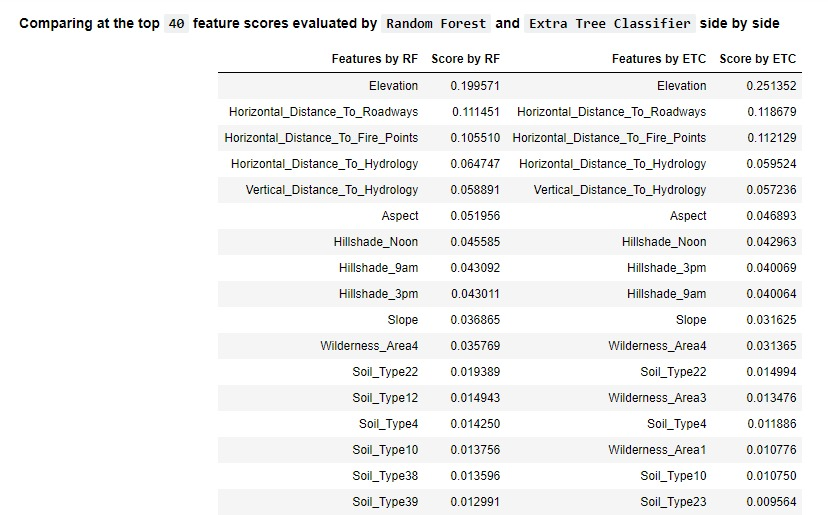 Comparing at the top 40 feature scores evaluated by Random Forest and Extra Tree Classifier side by side
Features by RF Score by RF Features by ETC Score by ETC
Elevation 0.199571 Elevation 0.251352
Horizontal_Distance_To_Roadways 0.111451 Horizontal_Distance_To_Roadways 0.118679
Horizontal_Distance_To_Fire_Points 0.105510 Horizontal_Distance_To_Fire_Points 0.112129
Horizontal_Distance_To_Hydrology 0.064747 Horizontal_Distance_To_Hydrology 0.059524
Vertical_Distance_To_Hydrology 0.058891 Vertical_Distance_To_Hydrology 0.057236
Aspect 0.051956 Aspect 0.046893
Hillshade_Noon 0.045585 Hillshade_Noon 0.042963
Hillshade_9am 0.043092 Hillshade_3pm 0.040069
Hillshade_3pm 0.043011 Hillshade_9am 0.040064
Slope 0.036865 Slope 0.031625
Wilderness_Area4 0.035769 Wilderness_Area4 0.031365
Soil_Type22 0.019389 Soil_Type22 0.014994
Soil_Type12 0.014943 Wilderness_Area3 0.013476
Soil_Type4 0.014250 Soil_Type4 0.011886
Soil_Type10 0.013756 Wilderness_Area1 0.010776
Soil_Type38 0.013596 Soil_Type10 0.010750
Soil_Type39 0.012991 Soil_Type23 0.009564